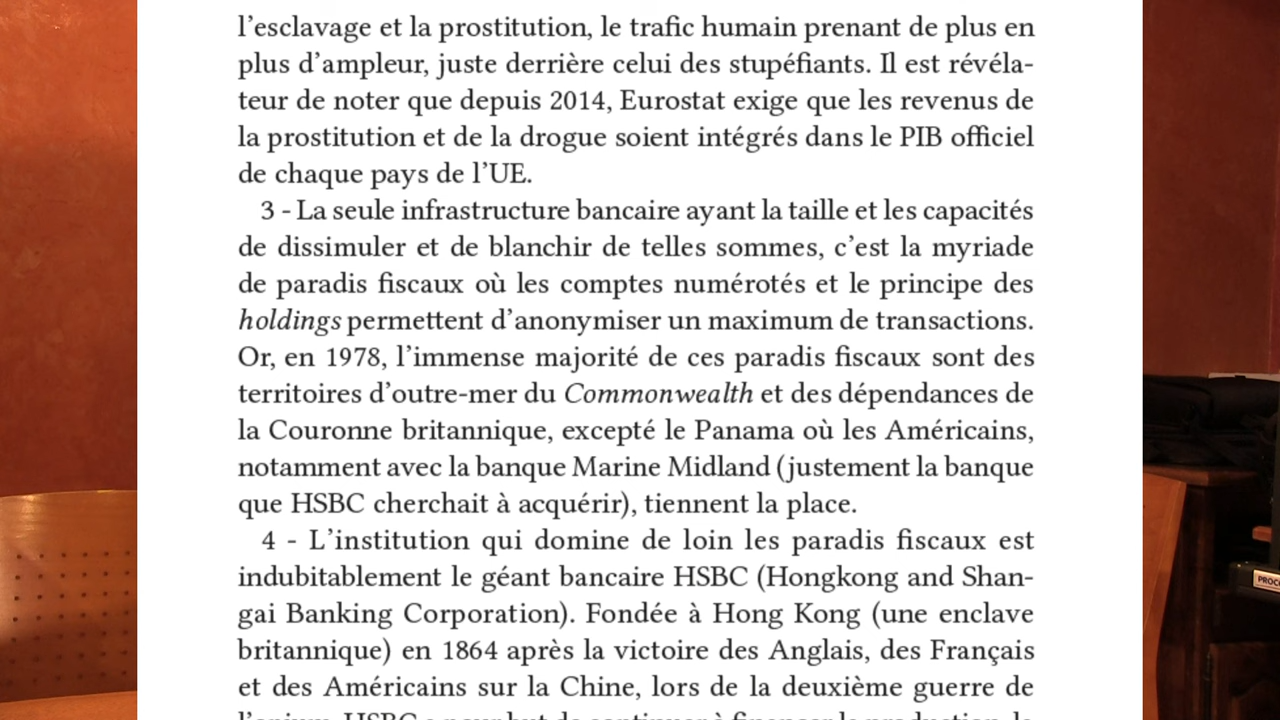 l’esclavage et la prostitution, le trafic humain prenant de plus en
plus d’ampleur, juste derrière celui des stupéfiants. Il est révéla-
teur de noter que depuis 2014, Eurostat exige que les revenus de
la prostitution et de la drogue soient intégrés dans le PIB officiel
de chaque pays de l’UE.
3 - La seule infrastructure bancaire ayant la taille et les capacités
de dissimuler et de blanchir de telles sommes, c’est la myriade
de paradis fiscaux où les comptes numérotés et le principe des
holdings permettent d’anonymiser un maximum de transactions.
Or, en 1978, l’immense majorité de ces paradis fiscaux sont des
territoires d’outre-mer du Commonwealth et des dépendances de
la Couronne britannique, excepté le Panama où les Américains,
notamment avec la banque Marine Midland (justement la banque
que HSBC cherchait à acquérir), tiennent la place.
4 - L’institution qui domine de loin les paradis fiscaux est
indubitablement le géant bancaire HSBC (Hongkong and Shan-
gai Banking Corporation). Fondée à Hong Kong (une enclave
britannique) en 1864 après la victoire des Anglais, des Français
et des Américains sur la Chine, lors de la deuxième guerre de